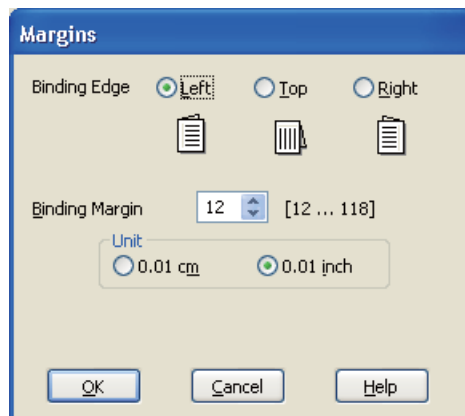 Margins
Binding Edge Left Top Right
Binding Margin 12 [12 ... 118]
Unit
0.01 cm 0.01 inch
OK Cancel Help